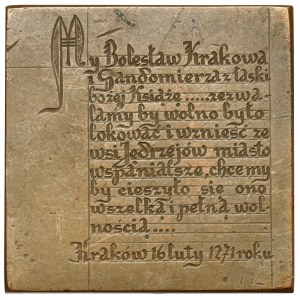 My Bolesław Krakowa
i Sandomierza z łaski
bożej Książe.....zezwa-
lamy by wolno było
lokować i wznieść ze
wsi Jędrzejów miasto
wspanialsze, chcemy
by cieszyło się ono
wszelką i pełną wol-
nością....
Kraków 16 luty 1271 roku